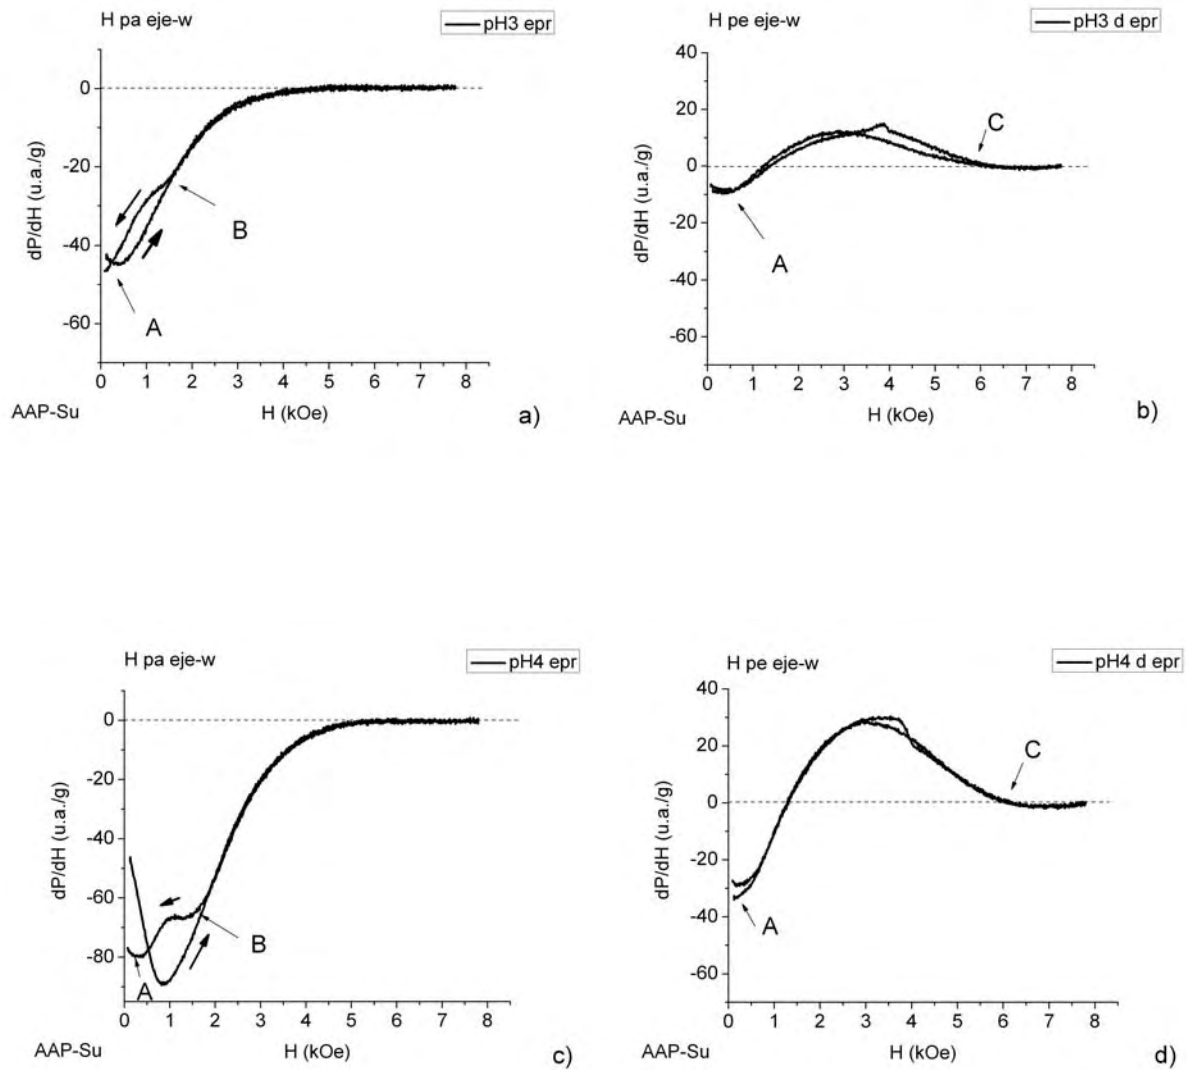 H pa eje-w
pH3 epr
0
-20
-40
-60
dP/dH (u.a./g)
A
B
0 1 2 3 4 5 6 7 8
H (kOe)
AAP-Su
a)
H pe eje-w
pH3 d epr
40
20
0
-20
-40
-60
dP/dH (u.a./g)
A
C
0 1 2 3 4 5 6 7 8
H (kOe)
AAP-Su
b)
H pa eje-w
pH4 epr
0
-20
-40
-60
-80
dP/dH (u.a./g)
A
B
0 1 2 3 4 5 6 7 8
H (kOe)
AAP-Su
c)
H pe eje-w
pH4 d epr
40
20
0
-20
-40
-60
dP/dH (u.a./g)
A
C
0 1 2 3 4 5 6 7 8
H (kOe)
AAP-Su
d)